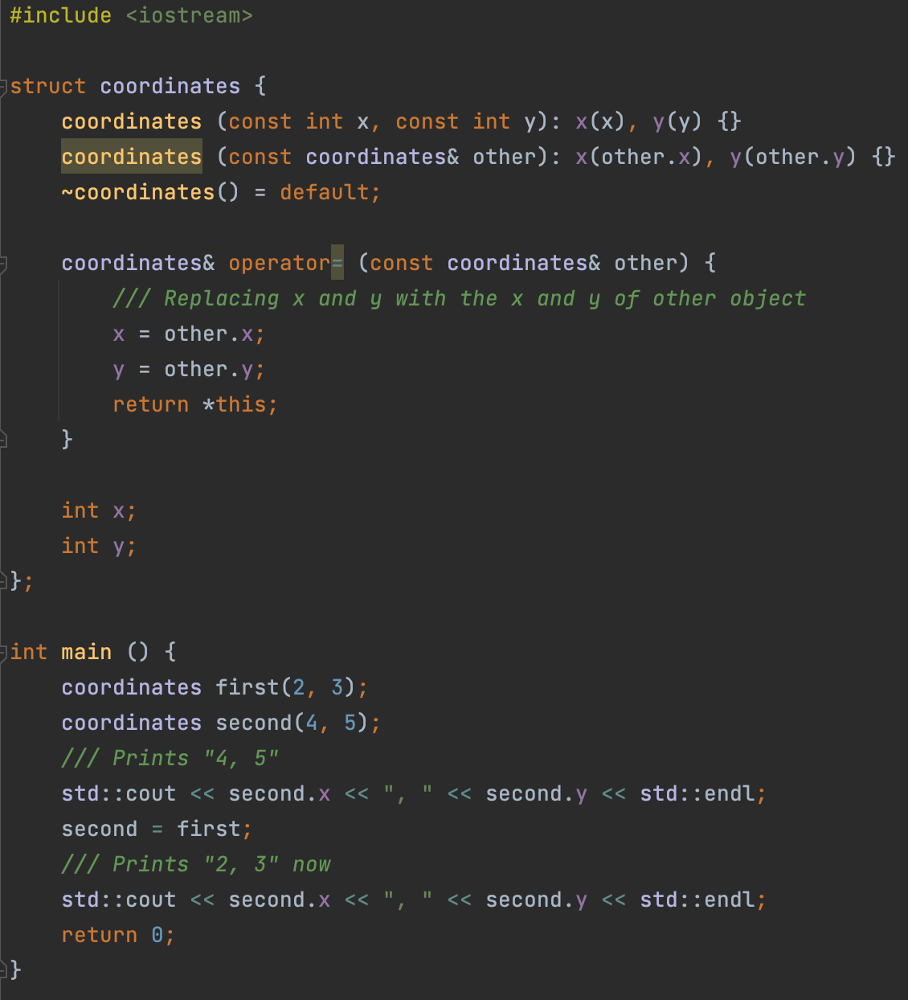 #include <iostream>
struct coordinates {
    coordinates (const int x, const int y): x(x), y(y) {}
    coordinates (const coordinates& other): x(other.x), y(other.y) {}
    ~coordinates() = default;
    coordinates& operator= (const coordinates& other) {
        /// Replacing x and y with the x and y of other object
        x = other.x;
        y = other.y;
        return *this;
    }
    int x;
    int y;
};
int main () {
    coordinates first(2, 3);
    coordinates second(4, 5);
    /// Prints "4, 5"
    std::cout << second.x << ", " << second.y << std::endl;
    second = first;
    /// Prints "2, 3" now
    std::cout << second.x << ", " << second.y << std::endl;
    return 0;
}